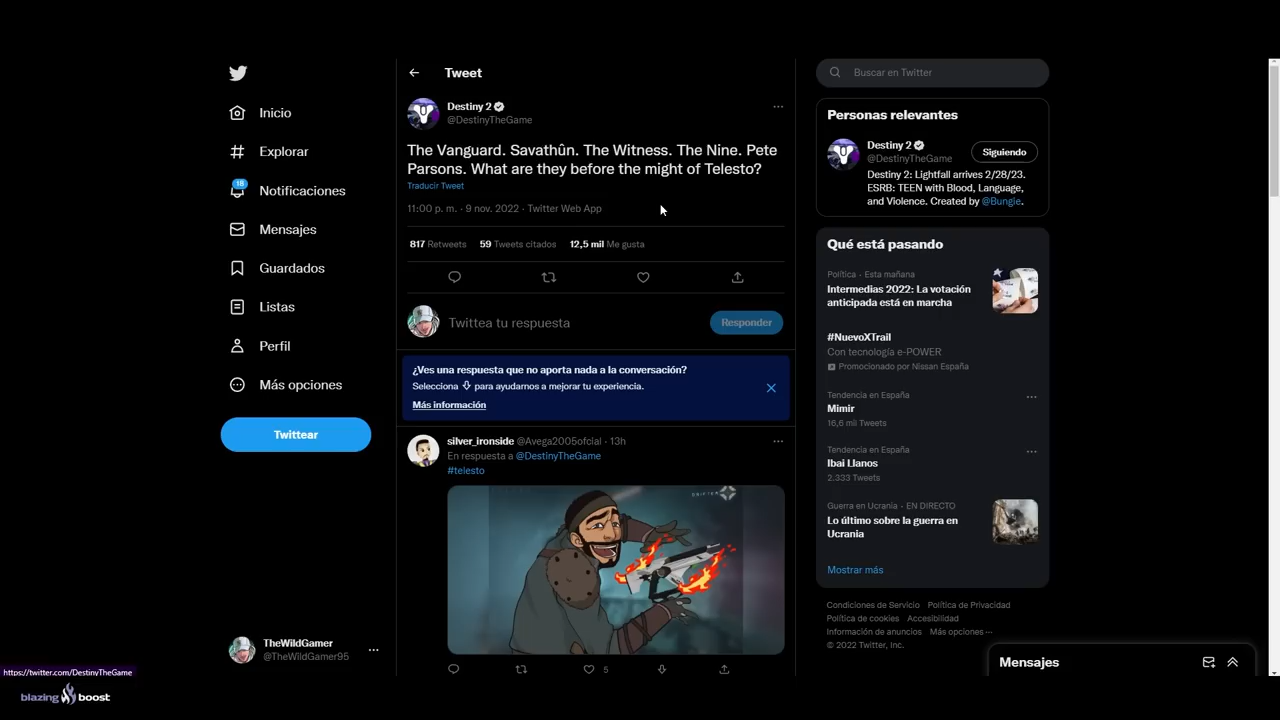 Inicio
Explorar
18
Notificaciones
Mensajes
Guardados
Listas
Perfil
Más opciones
Twittear
TheWildGamer
@TheWildGamer95
https://twitter.com/DestinyTheGame
blazing boost
Tweet
Destiny 2
@DestinyTheGame
The Vanguard. Savathûn. The Witness. The Nine. Pete
Parsons. What are they before the might of Telesto?
Traducir Tweet
11:00 p. m. · 9 nov. 2022 · Twitter Web App
817 Retweets 59 Tweets citados 12,5 mil Me gusta
Twittea tu respuesta
Responder
¿Ves una respuesta que no aporta nada a la conversación?
Selecciona para ayudarnos a mejorar tu experiencia.
Más información
silver_ironside @Avega2005ofcial · 13h
En respuesta a @DestinyTheGame
#telesto
DRIFTER
5
Buscar en Twitter
Personas relevantes
Destiny 2
@DestinyTheGame
Siguiendo
Destiny 2: Lightfall arrives 2/28/23.
ESRB: TEEN with Blood, Language,
and Violence. Created by @Bungie.
Qué está pasando
Política · Esta mañana
Intermedias 2022: La votación
anticipada está en marcha
#NuevoXTrail
Con tecnología e-POWER
Promocionado por Nissan España
Tendencia en España
Mimir
16,6 mil Tweets
Tendencia en España
Ibai Llanos
2.333 Tweets
Guerra en Ucrania · EN DIRECTO
Lo último sobre la guerra en
Ucrania
Mostrar más
Condiciones de Servicio Política de Privacidad
Política de cookies Accesibilidad
Información de anuncios Más opciones ···
© 2022 Twitter, Inc.
Mensajes